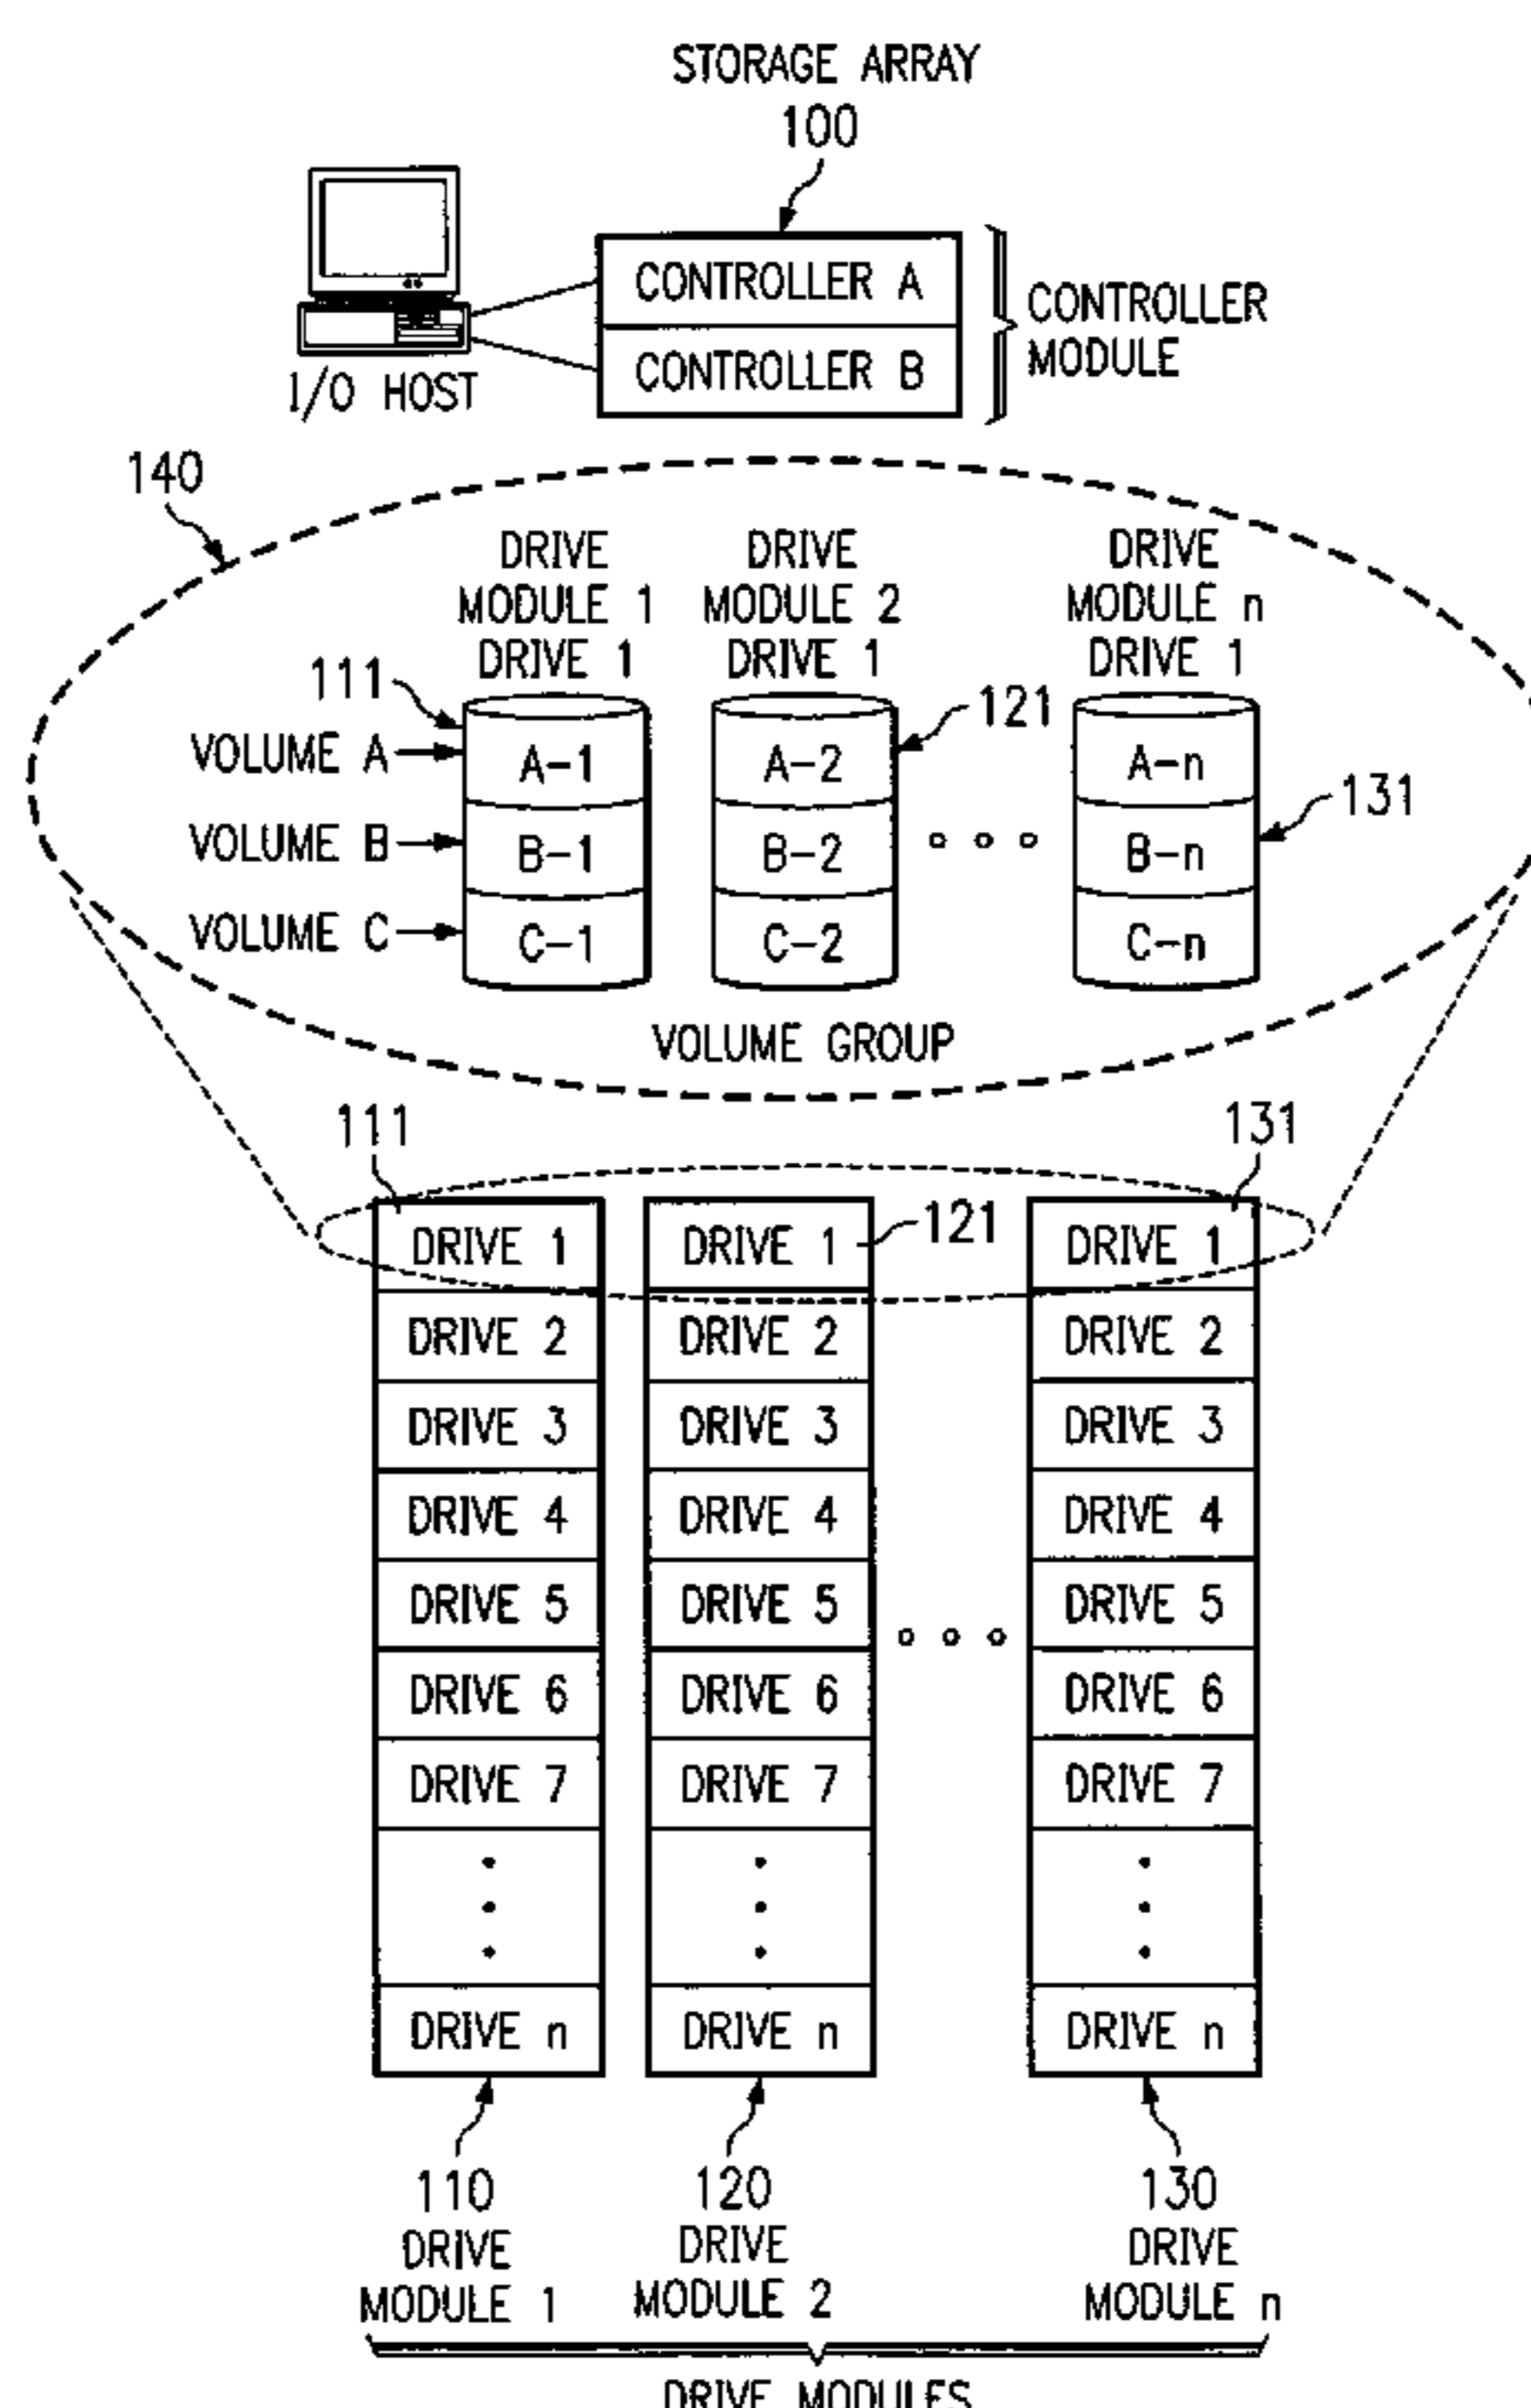 STORAGE ARRAY
100
CONTROLLER A
CONTROLLER B
CONTROLLER
MODULE
I/O HOST
140
DRIVE
MODULE 1
DRIVE 1
DRIVE
MODULE 2
DRIVE 1
DRIVE
MODULE n
DRIVE 1
111
121
131
VOLUME A
A-1
A-2
A-n
VOLUME B
B-1
B-2
B-n
VOLUME C
C-1
C-2
C-n
VOLUME GROUP
111
121
131
DRIVE 1
DRIVE 2
DRIVE 3
DRIVE 4
DRIVE 5
DRIVE 6
DRIVE 7
DRIVE n
DRIVE 1
DRIVE 2
DRIVE 3
DRIVE 4
DRIVE 5
DRIVE 6
DRIVE 7
DRIVE n
DRIVE 1
DRIVE 2
DRIVE 3
DRIVE 4
DRIVE 5
DRIVE 6
DRIVE 7
DRIVE n
110
DRIVE
MODULE 1
120
DRIVE
MODULE 2
130
DRIVE
MODULE n
DRIVE MODULES